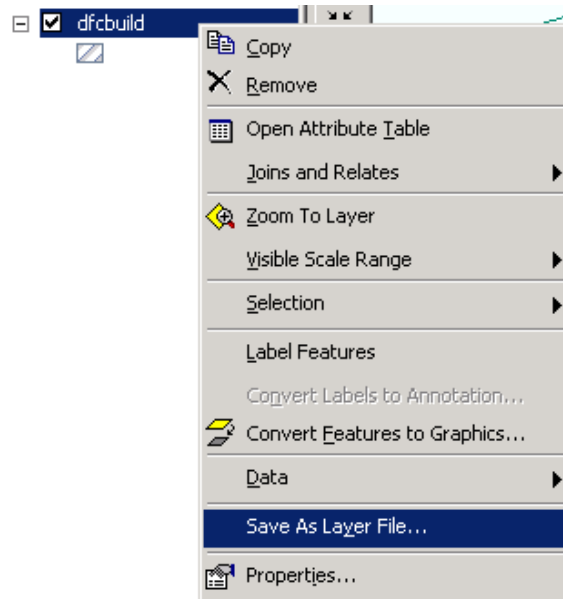 dfcbuild
Copy
Remove
Open Attribute Table
Joins and Relates
Zoom To Layer
Visible Scale Range
Selection
Label Features
Convert Labels to Annotation...
Convert Features to Graphics...
Data
Save As Layer File...
Properties...